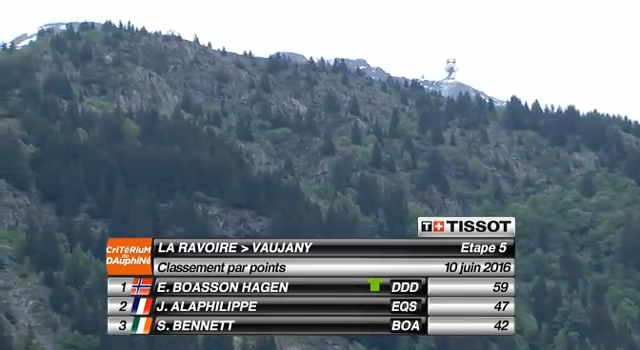 T+TISSOT
CRITÉRIUM DU DAUPHINÉ
LA RAVOIRE > VAUJANY Etape 5
Classement par points 10 juin 2016
1 E. BOASSON HAGEN DDD 59
2 J. ALAPHILIPPE EQS 47
3 S. BENNETT BOA 42